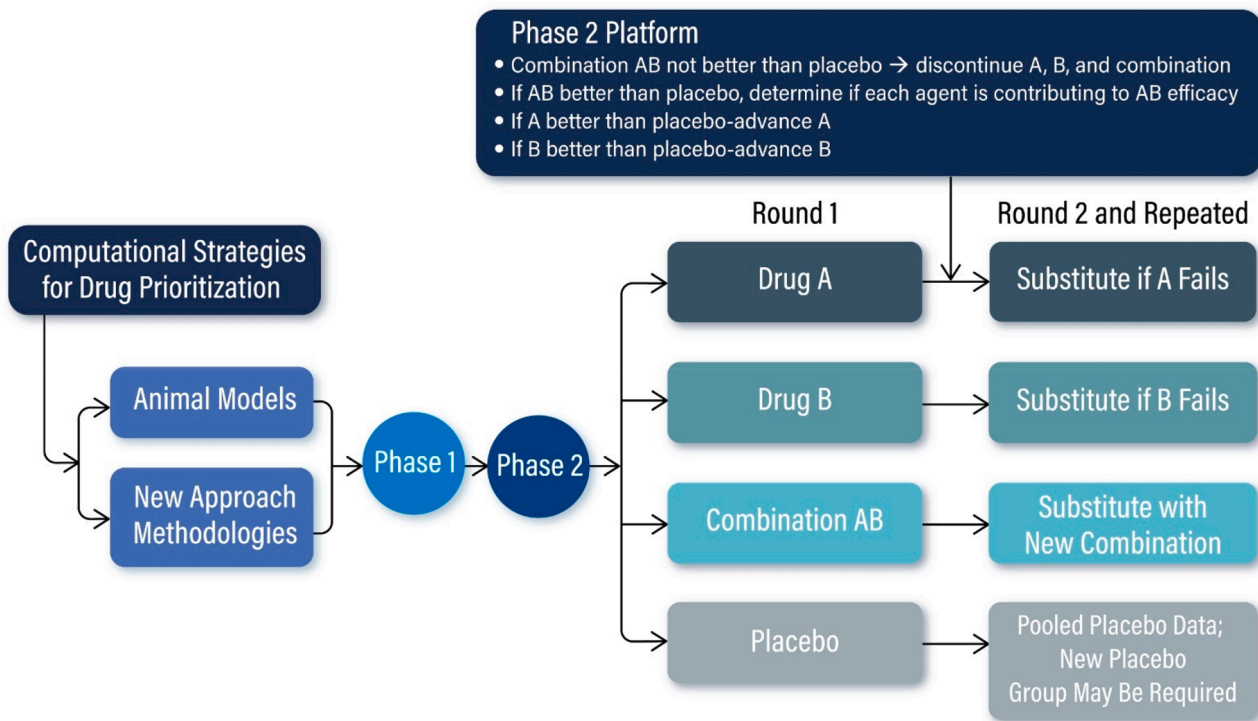 Phase 2 Platform
• Combination AB not better than placebo → discontinue A, B, and combination
• If AB better than placebo, determine if each agent is contributing to AB efficacy
• If A better than placebo-advance A
• If B better than placebo-advance B
Round 1
Round 2 and Repeated
Computational Strategies
for Drug Prioritization
Animal Models
New Approach
Methodologies
Phase 1
Phase 2
Drug A
Substitute if A Fails
Drug B
Substitute if B Fails
Combination AB
Substitute with
New Combination
Placebo
Pooled Placebo Data;
New Placebo
Group May Be Required